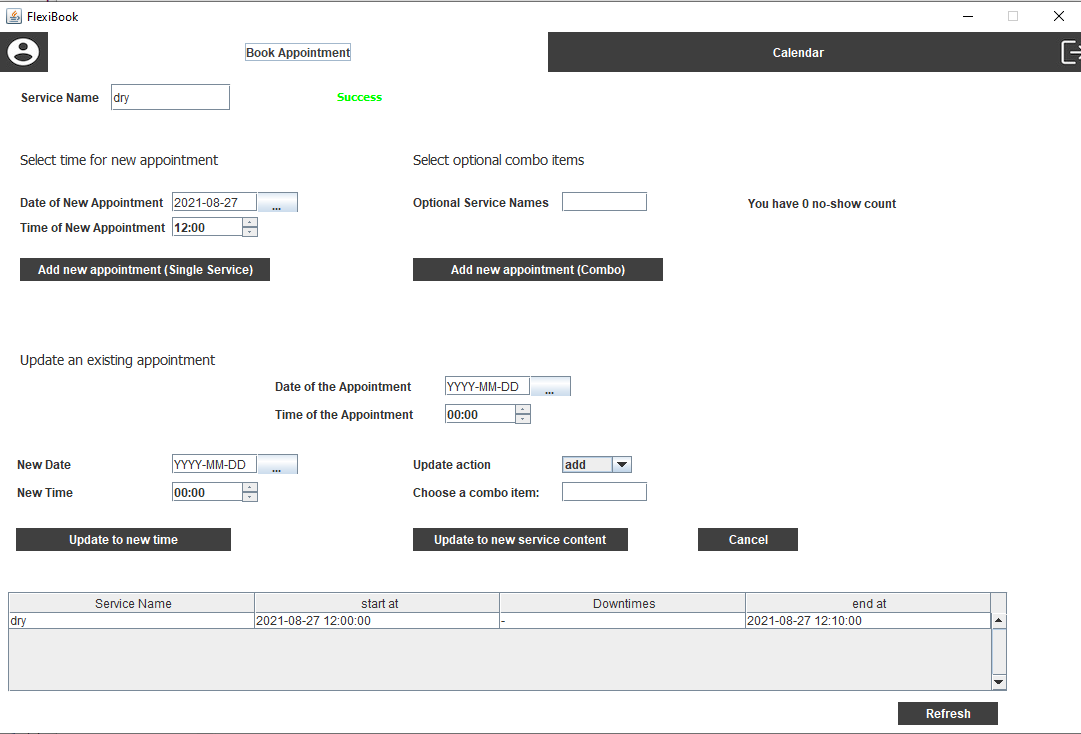 FlexiBook
Book Appointment
Calendar
Service Name dry Success
Select time for new appointment
Select optional combo items
Date of New Appointment 2021-08-27 ...
Optional Service Names
You have 0 no-show count
Time of New Appointment 12:00
Add new appointment (Single Service)
Add new appointment (Combo)
Update an existing appointment
Date of the Appointment YYYY-MM-DD ...
Time of the Appointment 00:00
New Date YYYY-MM-DD ...
Update action add
New Time 00:00
Choose a combo item:
Update to new time
Update to new service content
Cancel
Service Name start at Downtimes end at
dry 2021-08-27 12:00:00 - 2021-08-27 12:10:00
Refresh